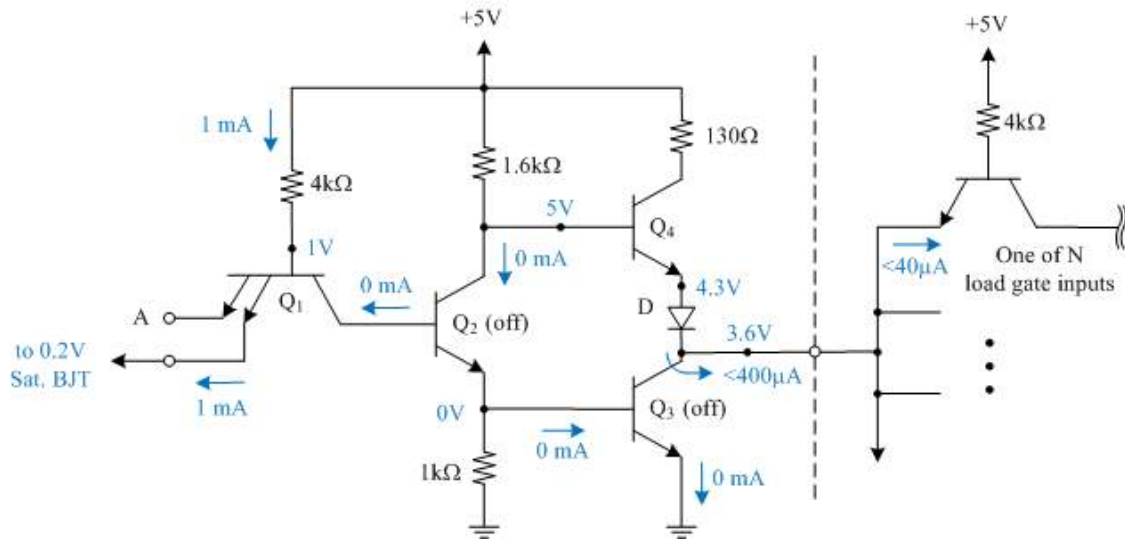 +5V
+5V
1 mA
130Ω
4kΩ
1.6kΩ
4kΩ
5V
Q4
1V
0 mA
<40μA
One of N
load gate inputs
0 mA
Q1
4.3V
A
Q2 (off)
D
3.6V
to 0.2V
Sat, BJT
<400μA
1 mA
0V
Q3 (off)
0 mA
1kΩ
0 mA